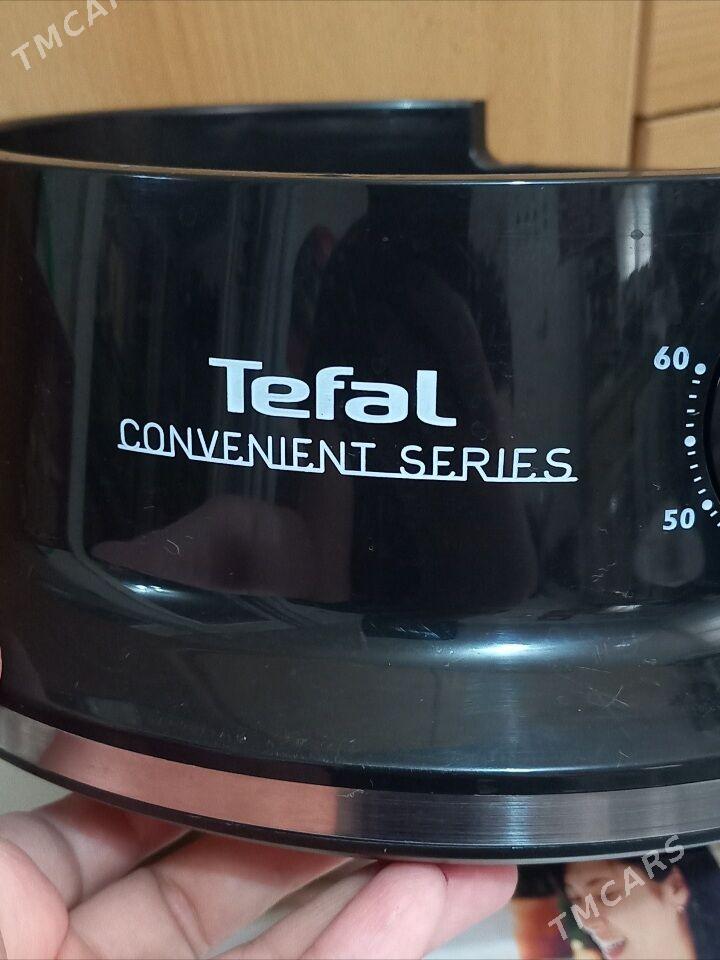 TMCARS
Tefal
CONVENIENT SERIES
60
50
TMCARS